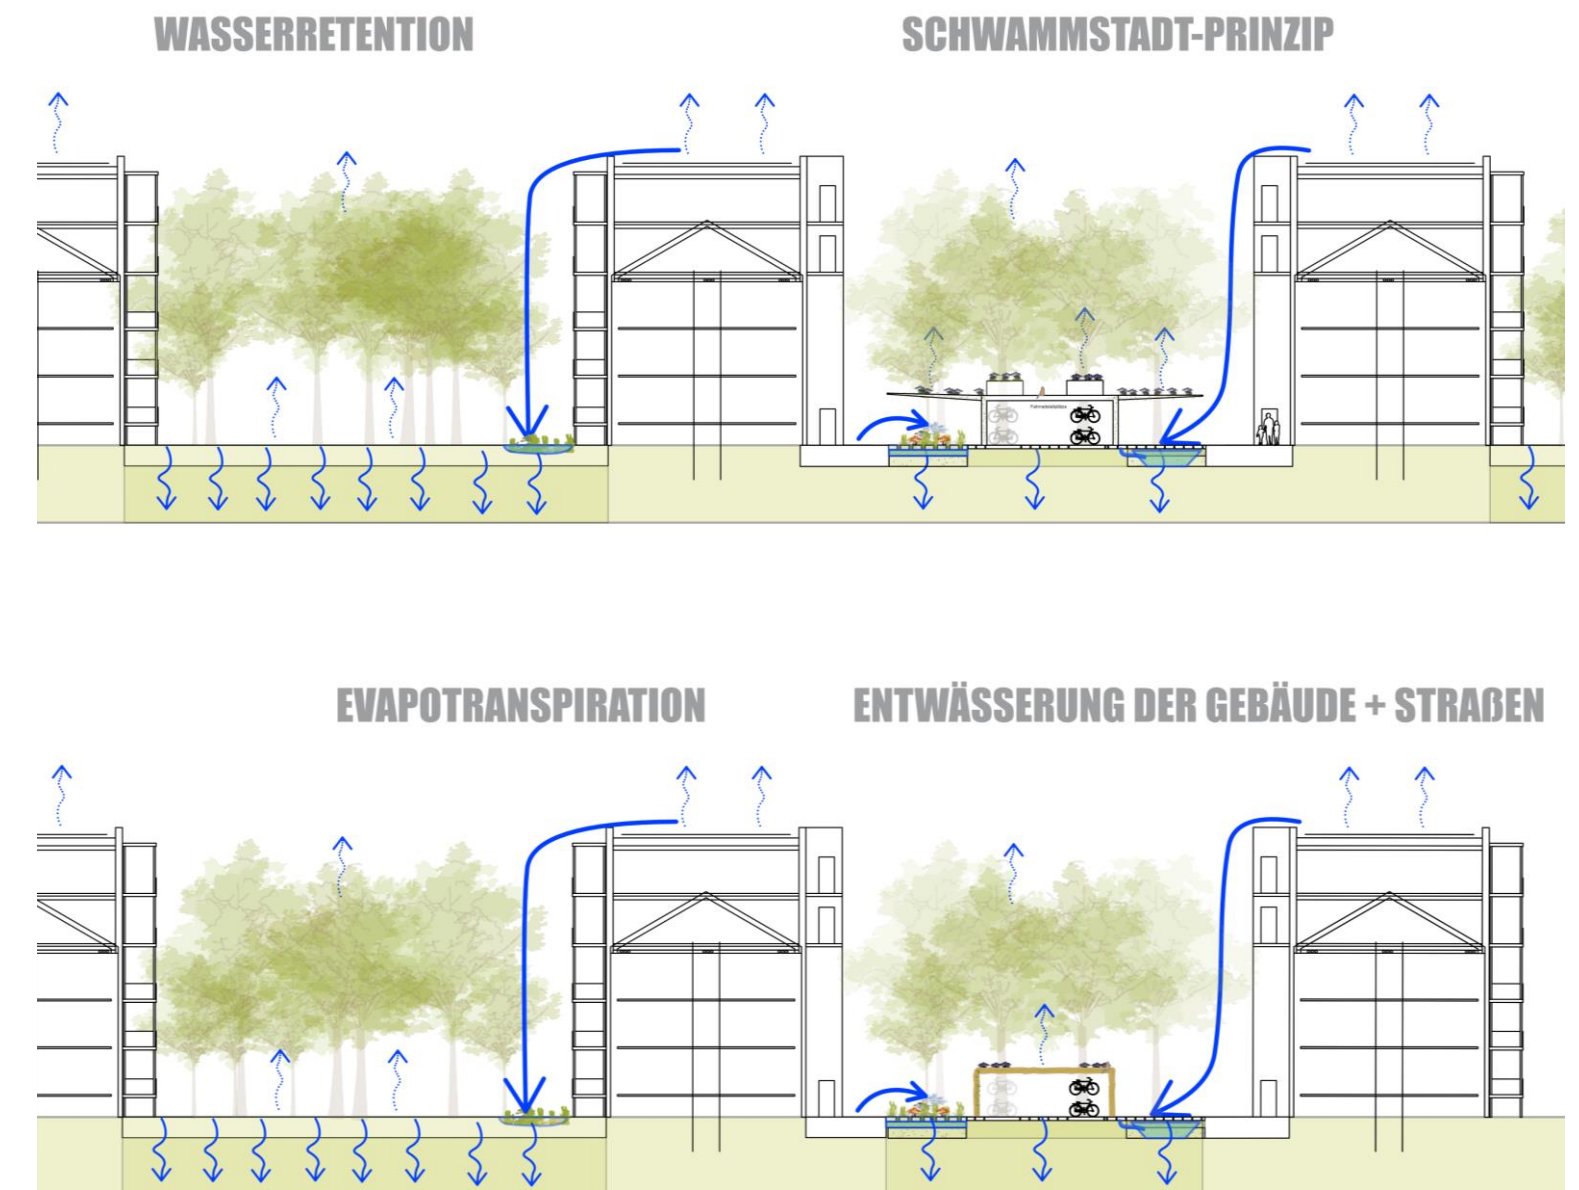 WASSERRETENTION
SCHWAMMSTADT-PRINZIP
EVAPOTRANSPIRATION
ENTWÄSSERUNG DER GEBÄUDE + STRAßEN